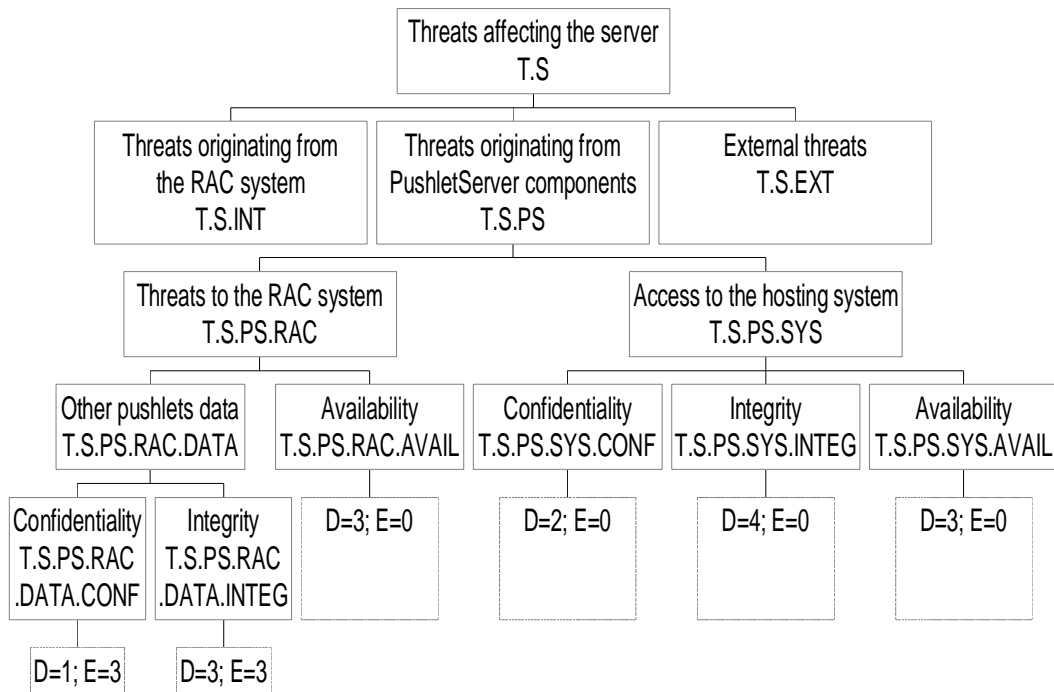 Threats affecting the server
T.S
Threats originating from
the RAC system
T.S.INT
Threats originating from
PushletServer components
T.S.PS
External threats
T.S.EXT
Threats to the RAC system
T.S.PS.RAC
Access to the hosting system
T.S.PS.SYS
Other pushlets data
T.S.PS.RAC.DATA
Availability
T.S.PS.RAC.AVAIL
Confidentiality
T.S.PS.SYS.CONF
Integrity
T.S.PS.SYS.INTEG
Availability
T.S.PS.SYS.AVAIL
Confidentiality
T.S.PS.RAC
.DATA.CONF
Integrity
T.S.PS.RAC
.DATA.INTEG
D=3; E=0
D=2; E=0
D=4; E=0
D=3; E=0
D=1; E=3
D=3; E=3